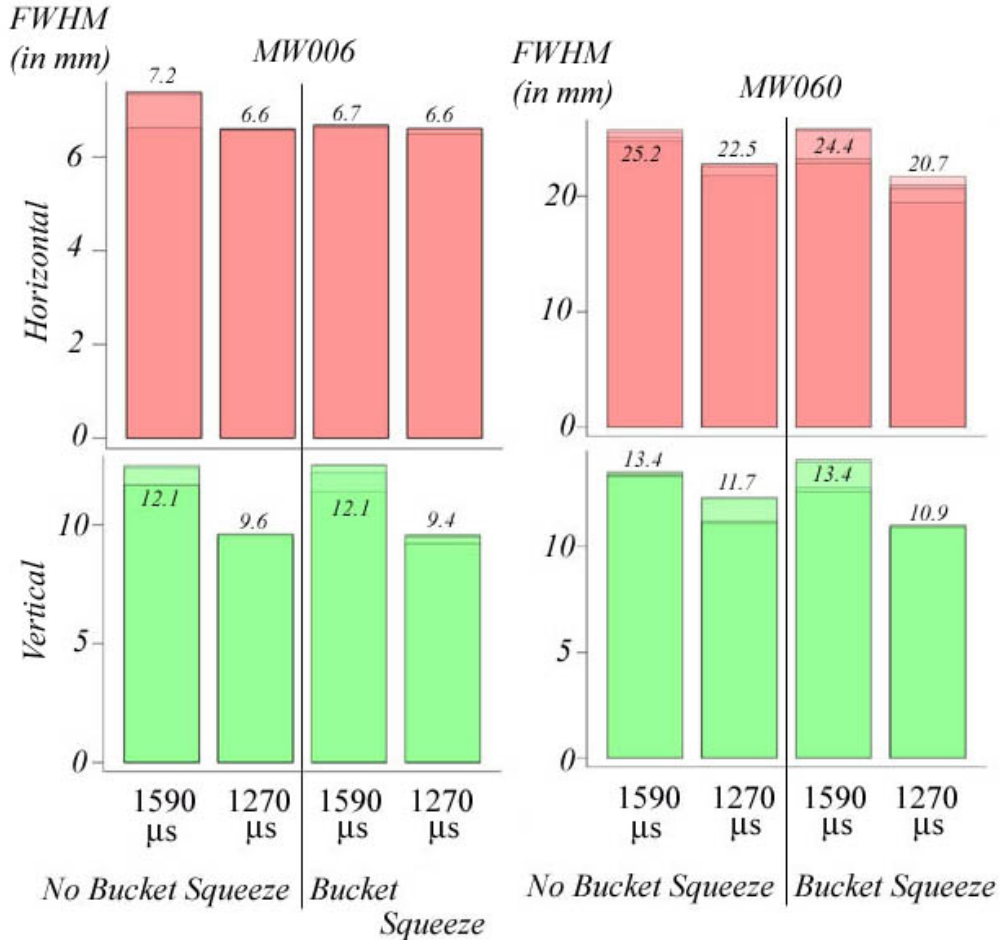 FWHM
(in mm)
MW006
7.2
6.6
6.7
6.6
6
4
2
0
Horizontal
12.1
9.6
12.1
9.4
10
5
0
Vertical
1590 1270 1590 1270
µs µs µs µs
No Bucket Squeeze Bucket
Squeeze
FWHM
(in mm)
MW060
25.2
22.5
24.4
20.7
20
10
0
13.4
11.7
13.4
10.9
10
5
0
1590 1270 1590 1270
µs µs µs µs
No Bucket Squeeze Bucket Squeeze